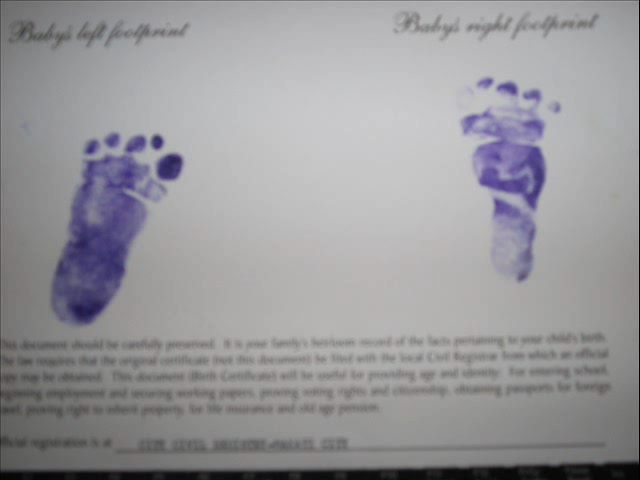 Baby's left footprint
Baby's right footprint
This document should be carefully preserved. It is your family's heirloom record of the facts pertaining to your child's birth.
The law requires that the original certificate (not this document) be filed with the local Civil Registrar from which an official
copy may be obtained. This document (Birth Certificate) will be useful for providing age and identity: For entering school,
beginning employment and securing working papers, proving voting rights and citizenship, obtaining passports for foreign
travel, proving right to inherit property, for life insurance and old age pension.
official registration is at CITY CIVIL CITY